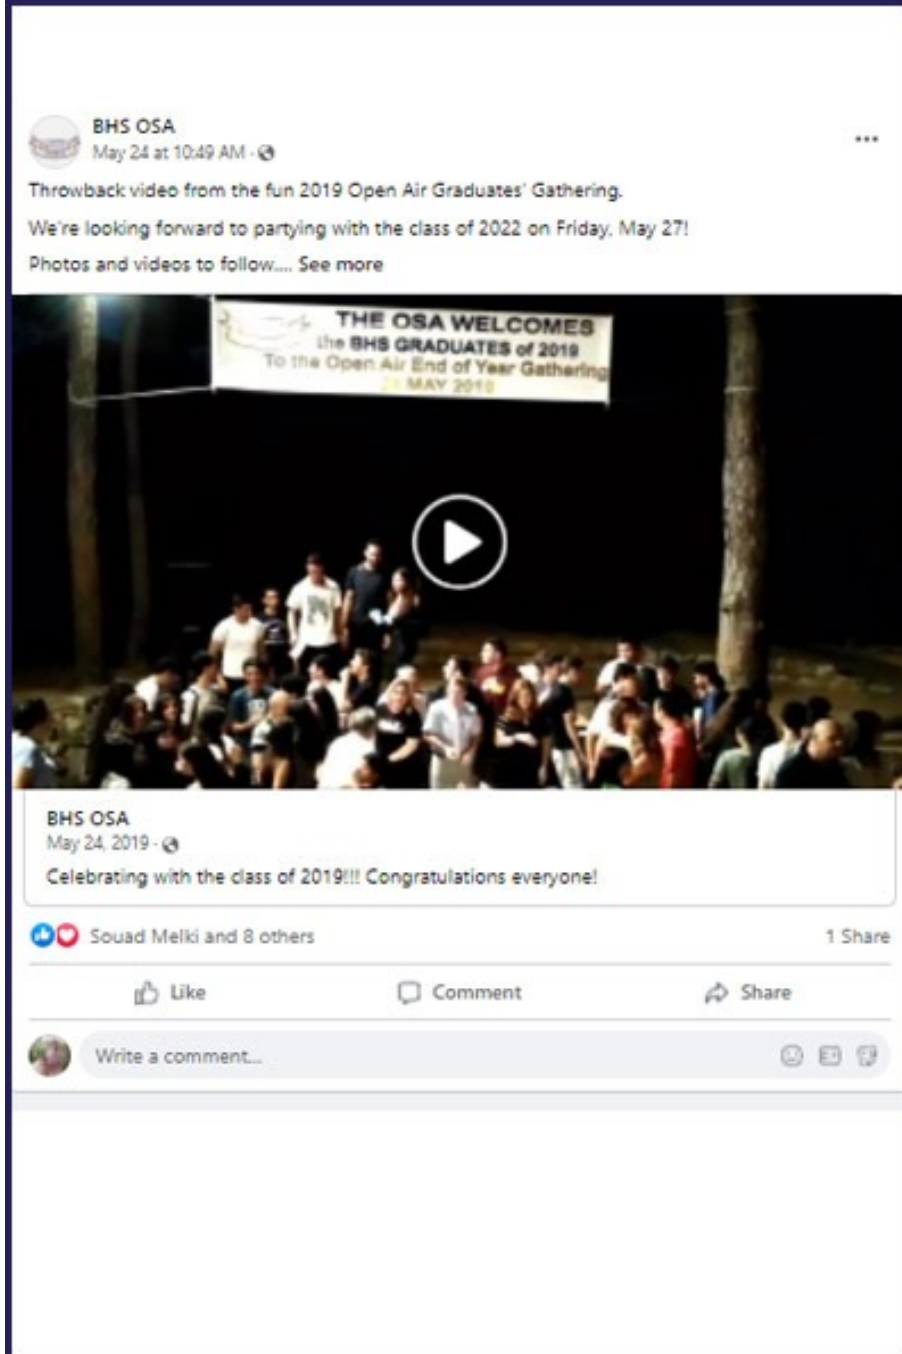 BHS OSA
May 24 at 10:49 AM ·
Throwback video from the fun 2019 Open Air Graduates' Gathering.
We're looking forward to partying with the class of 2022 on Friday, May 27!
Photos and videos to follow.... See more
THE OSA WELCOMES
the BHS GRADUATES of 2019
To the Open Air End of Year Gathering
MAY 2019
BHS OSA
May 24, 2019 ·
Celebrating with the class of 2019!!! Congratulations everyone!
Souad Melki and 8 others
1 Share
Like
Comment
Share
Write a comment...